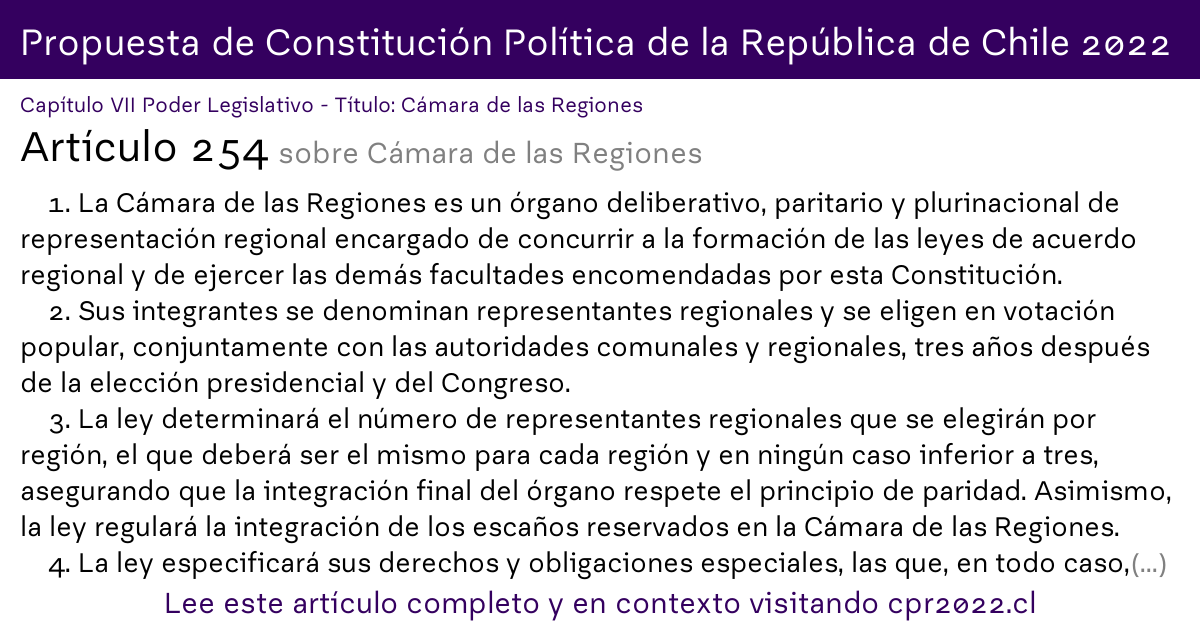 Propuesta de Constitución Política de la República de Chile 2022
Capítulo VII Poder Legislativo - Título: Cámara de las Regiones
Artículo 254 sobre Cámara de las Regiones
1. La Cámara de las Regiones es un órgano deliberativo, paritario y plurinacional de
representación regional encargado de concurrir a la formación de las leyes de acuerdo
regional y de ejercer las demás facultades encomendadas por esta Constitución.
2. Sus integrantes se denominan representantes regionales y se eligen en votación
popular, conjuntamente con las autoridades comunales y regionales, tres años después
de la elección presidencial y del Congreso.
3. La ley determinará el número de representantes regionales que se elegirán por
región, el que deberá ser el mismo para cada región y en ningún caso inferior a tres,
asegurando que la integración final del órgano respete el principio de paridad. Asimismo,
la ley regulará la integración de los escaños reservados en la Cámara de las Regiones.
4. La ley especificará sus derechos y obligaciones especiales, las que, en todo caso,(...)
Lee este artículo completo y en contexto visitando cpr2022.cl